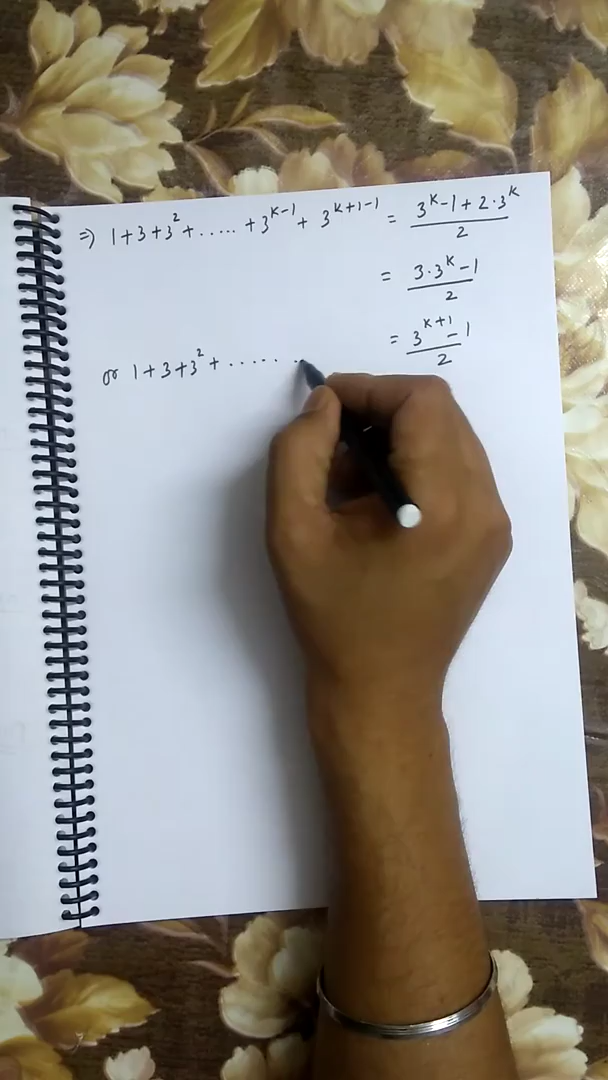 ⇒ 1+3+3²+.....+3^(k-1) + 3^(k+1-1) = (3^k-1+2·3^k)/2
= (3·3^k-1)/2
= (3^(k+1)-1)/2
or 1+3+3²+.......